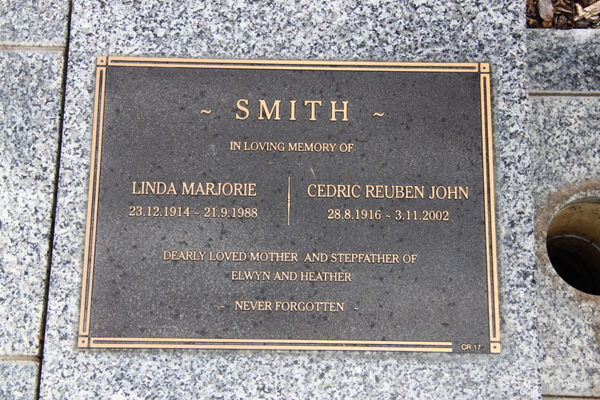 ~ SMITH ~
IN LOVING MEMORY OF
LINDA MARJORIE
23.12.1914 ~ 21.9.1988
CEDRIC REUBEN JOHN
28.8.1916 ~ 3.11.2002
DEARLY LOVED MOTHER AND STEPFATHER OF
ELWYN AND HEATHER
~ NEVER FORGOTTEN ~
CR.17